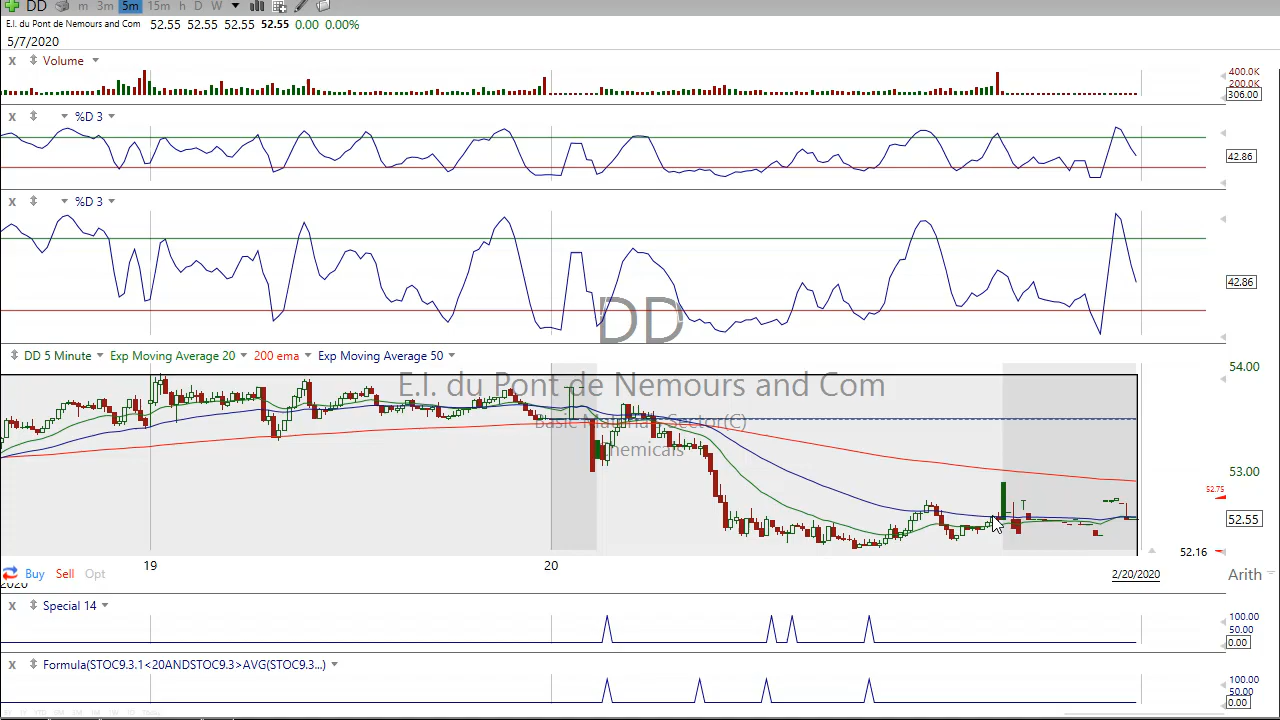 DD m 3m 5m 15m h D W
E.I. du Pont de Nemours and Com 52.55 52.55 52.55 52.55 0.00 0.00%
5/7/2020
x Volume
400.0K
200.0K
306.00
x %D 3
42.86
x %D 3
42.86
DD
DD 5 Minute Exp Moving Average 20 200 ema Exp Moving Average 50
54.00
E.I. du Pont de Nemours and Com
Basic Materials Sector(C)
Chemicals
53.00
52.75
52.55
52.16
19 20 2/20/2020
Buy Sell Opt Arith
2020
x Special 14
100.00
50.00
0.00
x Formula(STOC9.3.1<20ANDSTOC9.3>AVG(STOC9.3...)
100.00
50.00
0.00